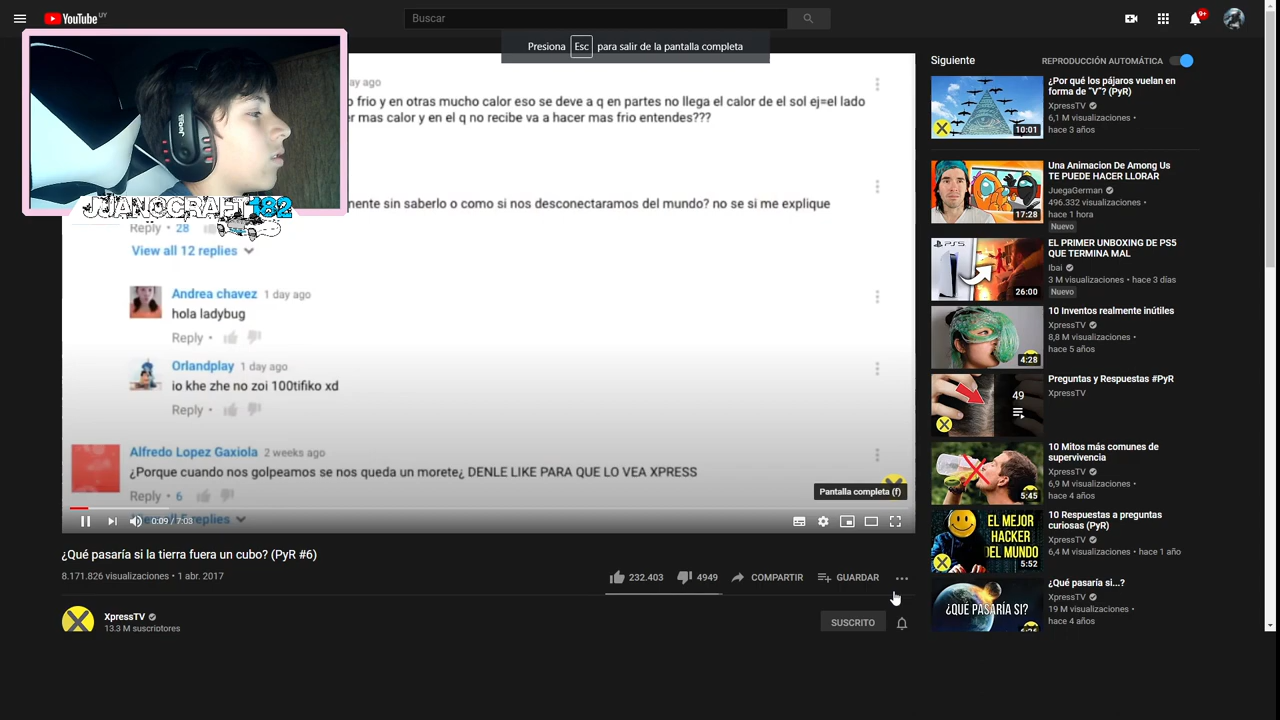 YouTube UY
Buscar
9+
Presiona Esc para salir de la pantalla completa
JUANCRAFT182
ay ago
frio y en otras mucho calor eso se deve a q en partes no llega el calor de el sol ej=el lado
er mas calor y en el q no recibe va a hacer mas frio entendes???
mente sin saberlo o como si nos desconectaramos del mundo? no se si me explique
Reply • 28
View all 12 replies
Andrea chavez 1 day ago
hola ladybug
Reply •
Orlandplay 1 day ago
io khe zhe no zoi 100tifiko xd
Reply •
Alfredo Lopez Gaxiola 2 weeks ago
¿Porque cuando nos golpeamos se nos queda un morete¿ DENLE LIKE PARA QUE LO VEA XPRESS
Reply • 6
replies
Pantalla completa (f)
0:09 / 7:03
¿Qué pasaría si la tierra fuera un cubo? (PyR #6)
8.171.826 visualizaciones • 1 abr. 2017
232.403 4949 COMPARTIR GUARDAR
XpressTV
13.3 M suscriptores
SUSCRITO
Siguiente REPRODUCCIÓN AUTOMÁTICA
10:01
¿Por qué los pájaros vuelan en
forma de "V"? (PyR)
XpressTV
6,1 M visualizaciones •
hace 3 años
17:28
Una Animacion De Among Us
TE PUEDE HACER LLORAR
JuegaGerman
496.332 visualizaciones •
hace 1 hora
Nuevo
PS5
26:00
EL PRIMER UNBOXING DE PS5
QUE TERMINA MAL
Ibai
3 M visualizaciones • hace 3 días
Nuevo
4:28
10 Inventos realmente inútiles
XpressTV
8,8 M visualizaciones •
hace 5 años
49
Preguntas y Respuestas #PyR
XpressTV
5:45
10 Mitos más comunes de
supervivencia
XpressTV
6,9 M visualizaciones •
hace 4 años
EL MEJOR
HACKER
DEL MUNDO
5:52
10 Respuestas a preguntas
curiosas (PyR)
XpressTV
6,4 M visualizaciones • hace 1 año
¿QUÉ PASARÍA SI?
¿Qué pasaría si...?
XpressTV
19 M visualizaciones •
hace 4 años